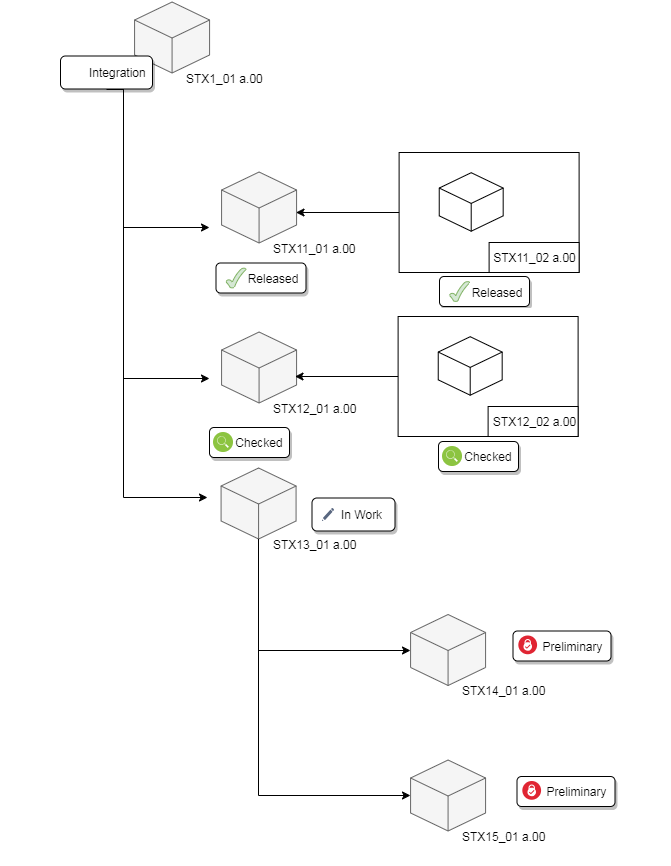 Integration
STX1_01 a.00
STX11_01 a.00
Released
STX11_02 a.00
Released
STX12_01 a.00
Checked
STX12_02 a.00
Checked
In Work
STX13_01 a.00
Preliminary
STX14_01 a.00
Preliminary
STX15_01 a.00